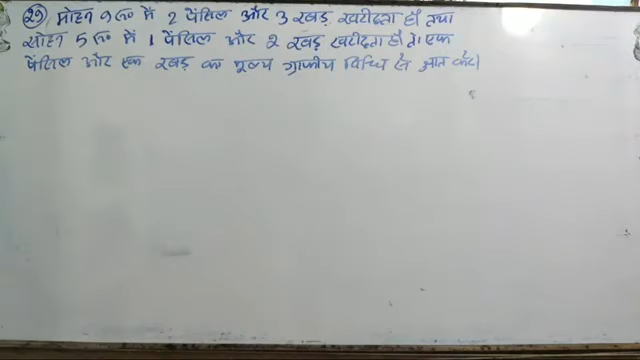 (29) मोहन 9 रु० में 2 पेंसिल और 3 रबड़ खरीदता है तथा
सोहन 5 रु० में 1 पेंसिल और 2 रबड़ खरीदता है तो एक
पेंसिल और एक रबड़ का मूल्य ग्राफीय विधि से ज्ञात करें।